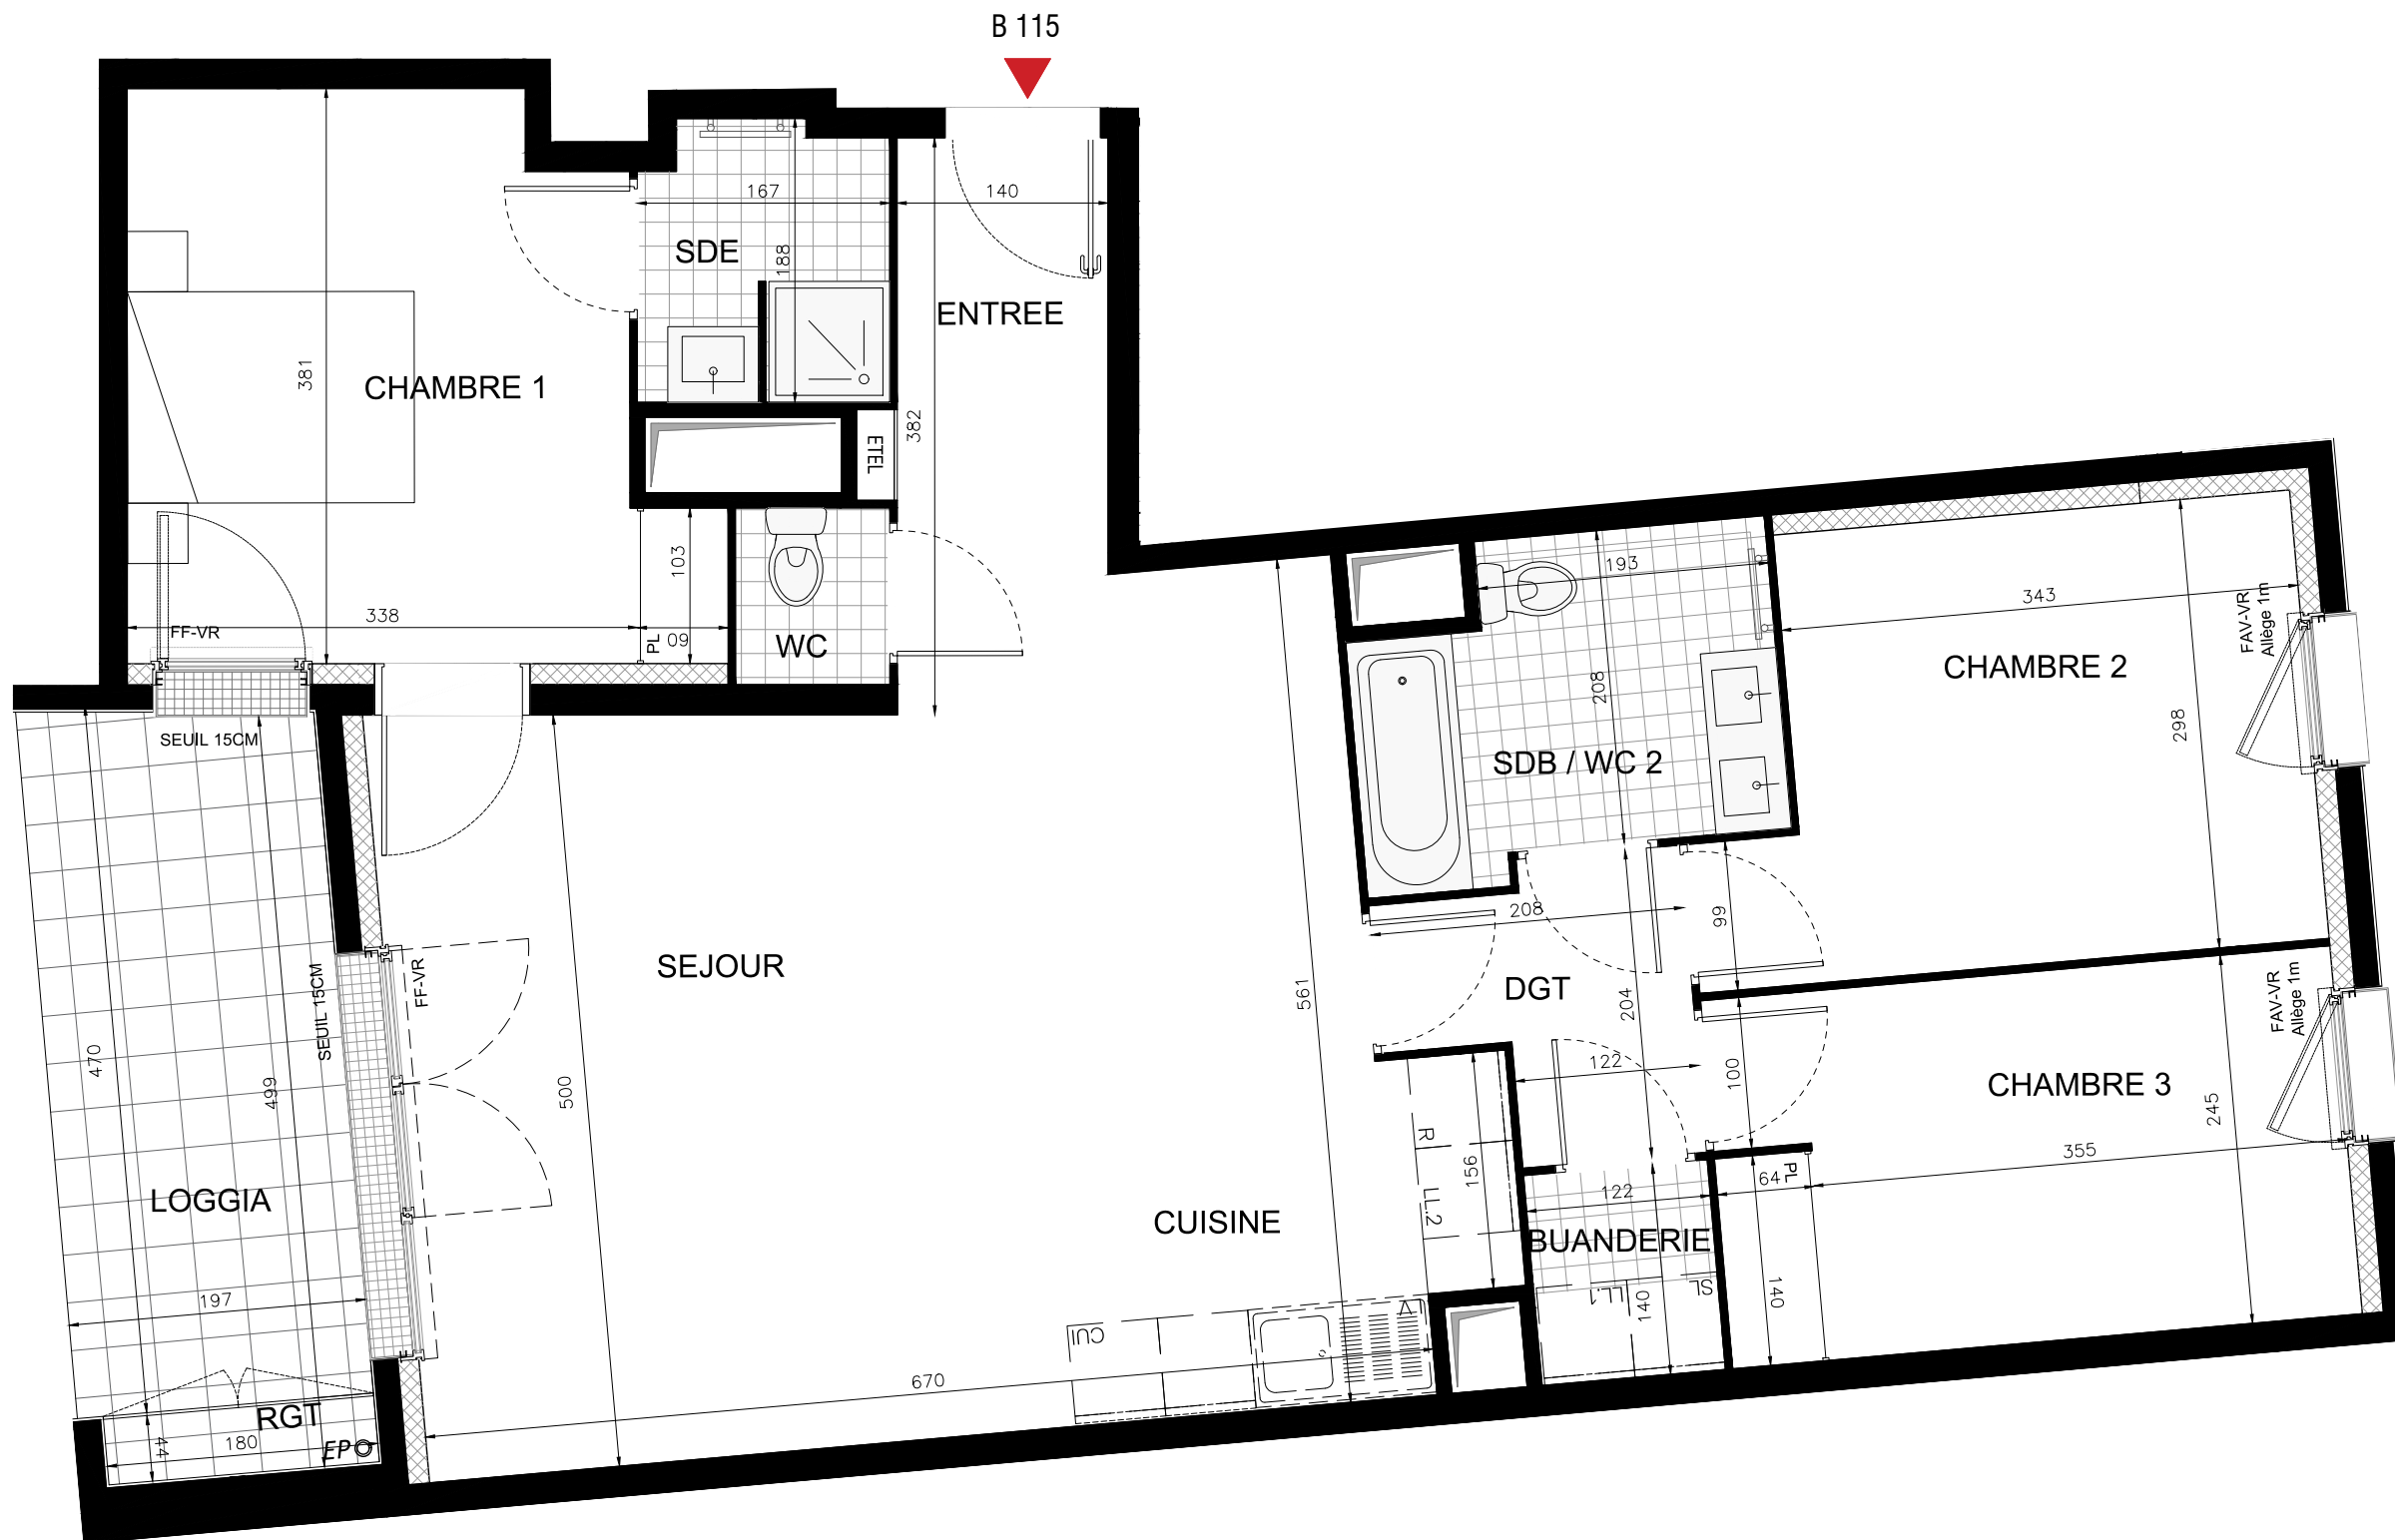 B 115
167
140
SDE
188
ENTREE
381
CHAMBRE 1
382
ETEL
103
338
FF-VR
PL
60
WC
193
343
FAV-VR
Allège 1m
CHAMBRE 2
208
298
SEUIL 15CM
SDB / WC 2
208
99
SEJOUR
FF-VR
SEUIL 15CM
DGT
204
561
FAV-VR
Allège 1m
470
499
500
122
100
CHAMBRE 3
245
R
156
355
64
PL
LOGGIA
LL.2
122
CUISINE
BUANDERIE
197
LL.1
SL
140
140
CUI
V
670
RGT
44
180
EP